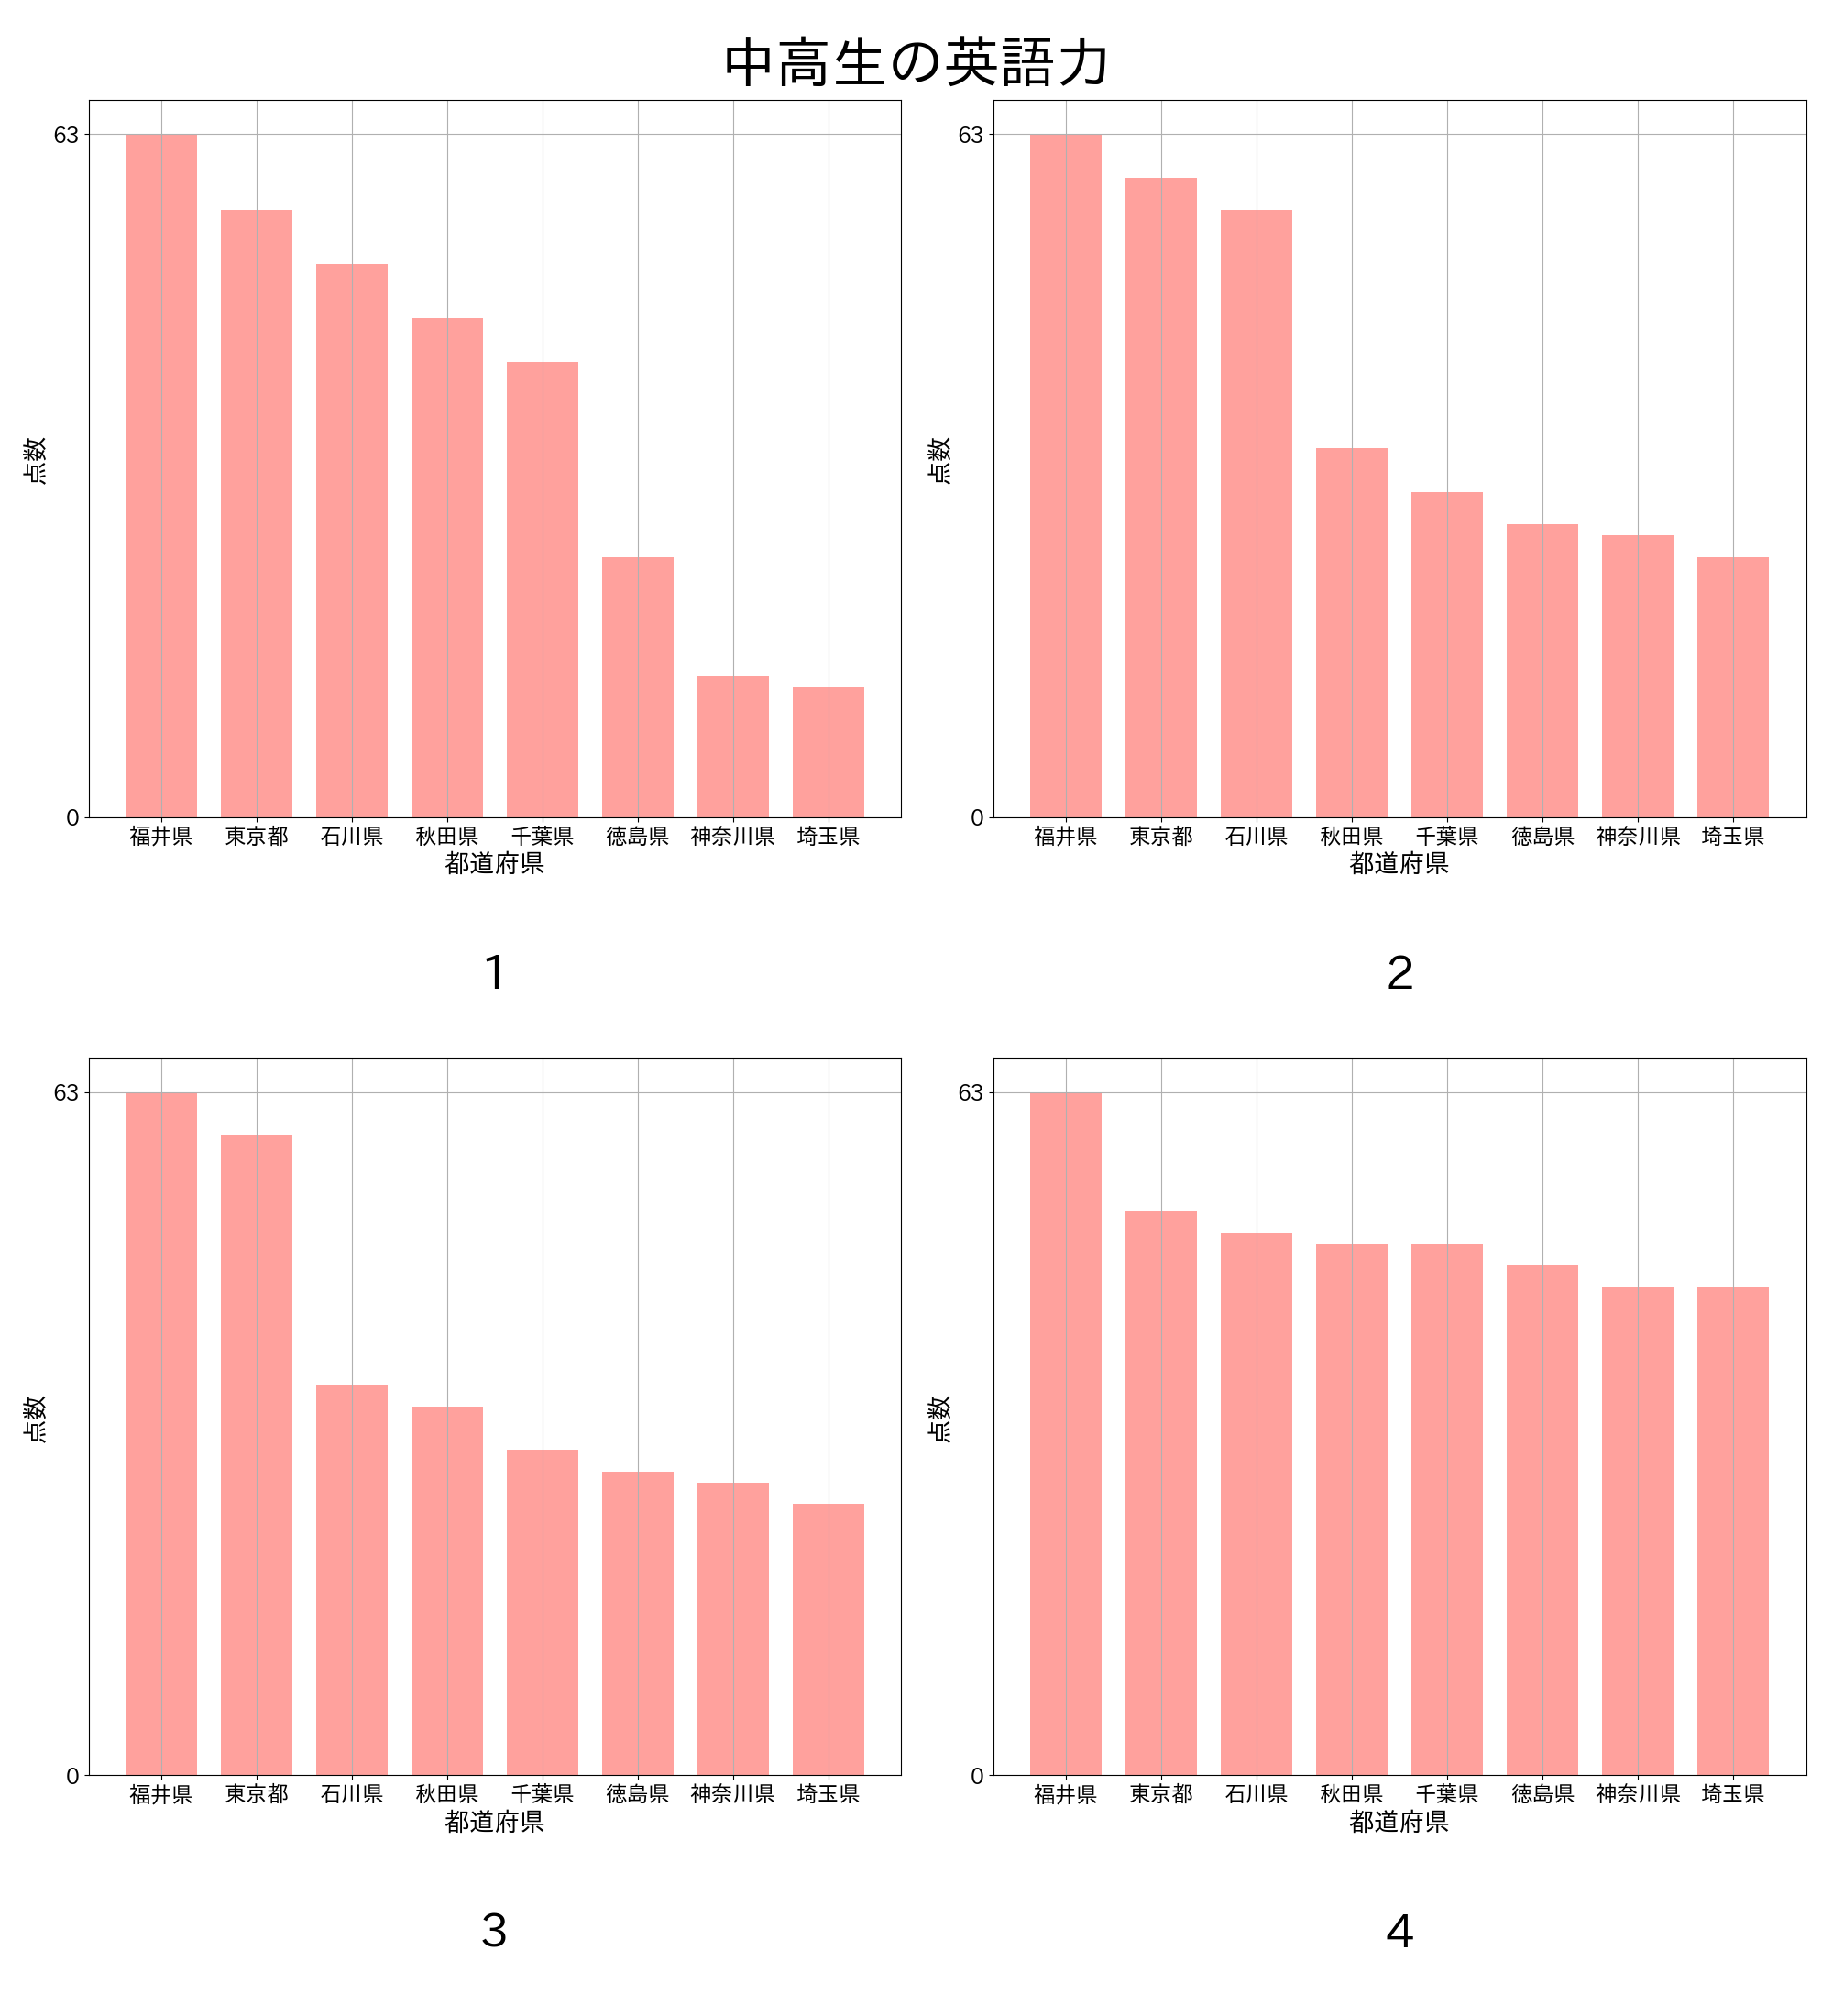 中高生の英語力
63
点数
0
福井県 東京都 石川県 秋田県 千葉県 徳島県 神奈川県 埼玉県
都道府県
1
63
点数
0
福井県 東京都 石川県 秋田県 千葉県 徳島県 神奈川県 埼玉県
都道府県
2
63
点数
0
福井県 東京都 石川県 秋田県 千葉県 徳島県 神奈川県 埼玉県
都道府県
3
63
点数
0
福井県 東京都 石川県 秋田県 千葉県 徳島県 神奈川県 埼玉県
都道府県
4